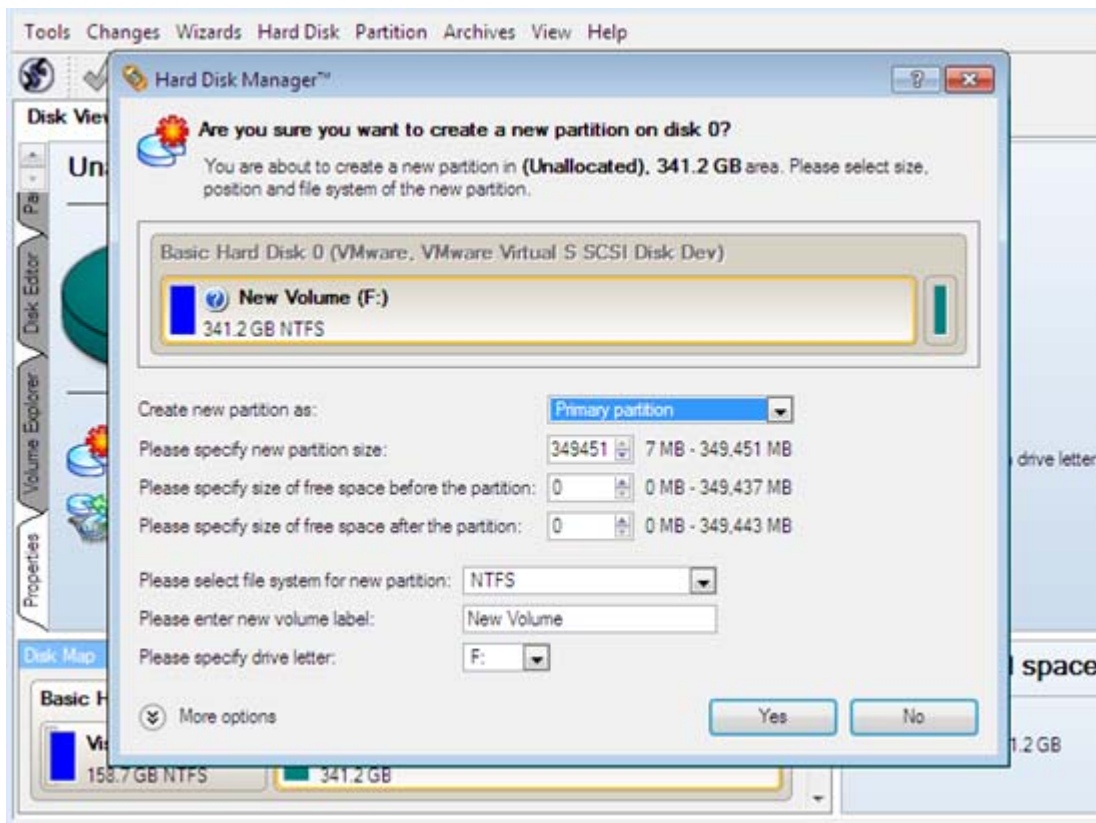 Tools Changes Wizards Hard Disk Partition Archives View Help
Hard Disk Manager™
Disk Vie
Are you sure you want to create a new partition on disk 0?
You are about to create a new partition in (Unallocated), 341.2 GB area. Please select size,
position and file system of the new partition.
Un
Pa
Disk Editor
Volume Explorer
Properties
Basic Hard Disk 0 (VMware, VMware Virtual S SCSI Disk Dev)
New Volume (F:)
341.2 GB NTFS
Create new partition as: Primary partition
Please specify new partition size: 349451 7 MB - 349,451 MB
Please specify size of free space before the partition: 0 0 MB - 349,437 MB
Please specify size of free space after the partition: 0 0 MB - 349,443 MB
drive letter
Please select file system for new partition: NTFS
Please enter new volume label: New Volume
Please specify drive letter: F:
More options
Yes No
Disk Map
Basic H
Vis
158.7 GB NTFS
341.2 GB
l space
1.2 GB